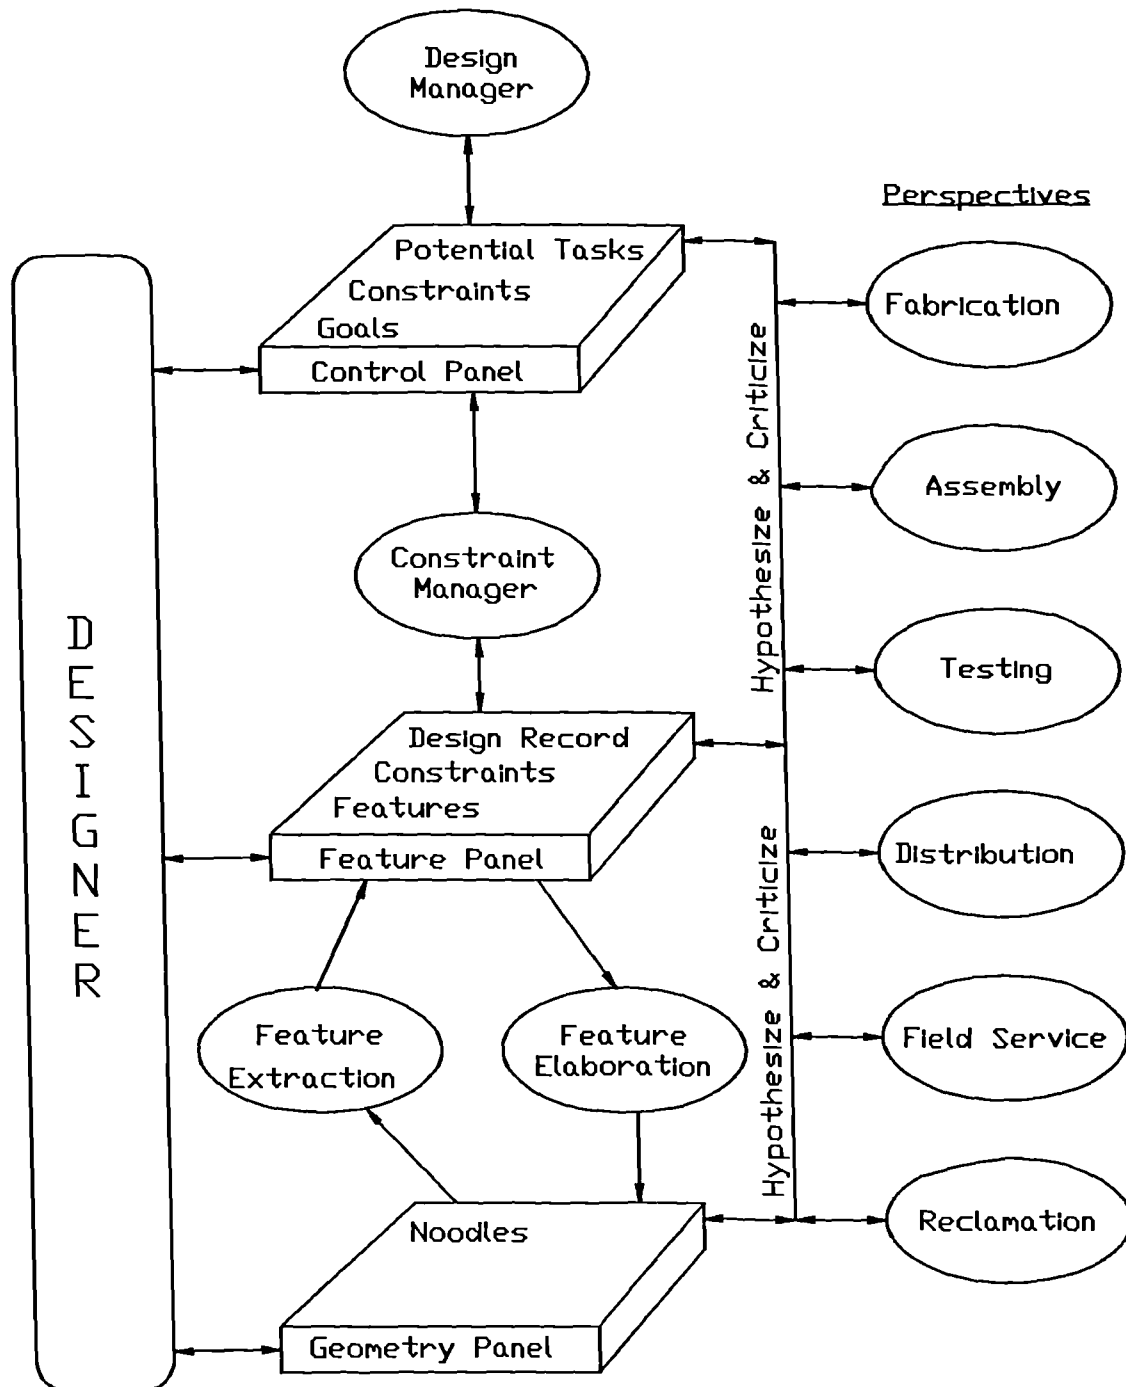 Design
Manager
Perspectives
Potential Tasks
Constraints
Goals
Control Panel
Fabrication
Hypothesize & Criticize
Assembly
Constraint
Manager
Testing
DESIGNER
Design Record
Constraints
Features
Feature Panel
Distribution
Hypothesize & Criticize
Feature
Extraction
Feature
Elaboration
Field Service
Noodles
Reclamation
Geometry Panel